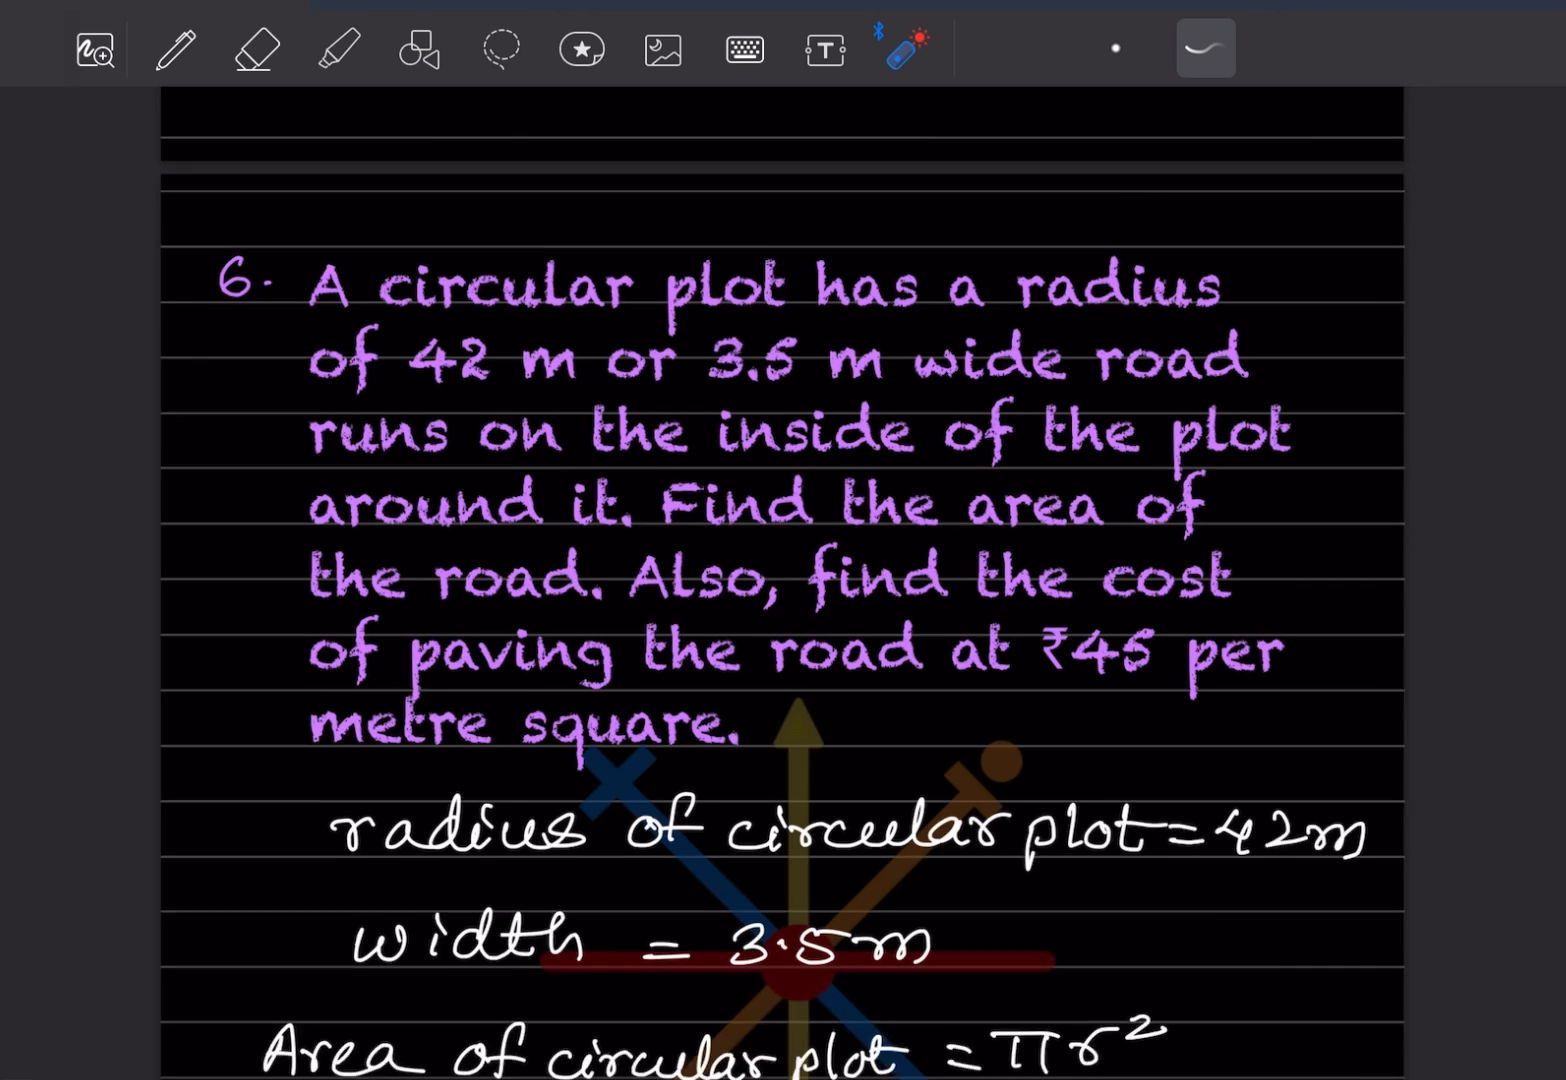 6. A circular plot has a radius
of 42 m or 3.5 m wide road
runs on the inside of the plot
around it. Find the area of
the road. Also, find the cost
of paving the road at ₹45 per
metre square.
radius of circular plot = 42m
width = 3.5m
Area of circular plot = πr²